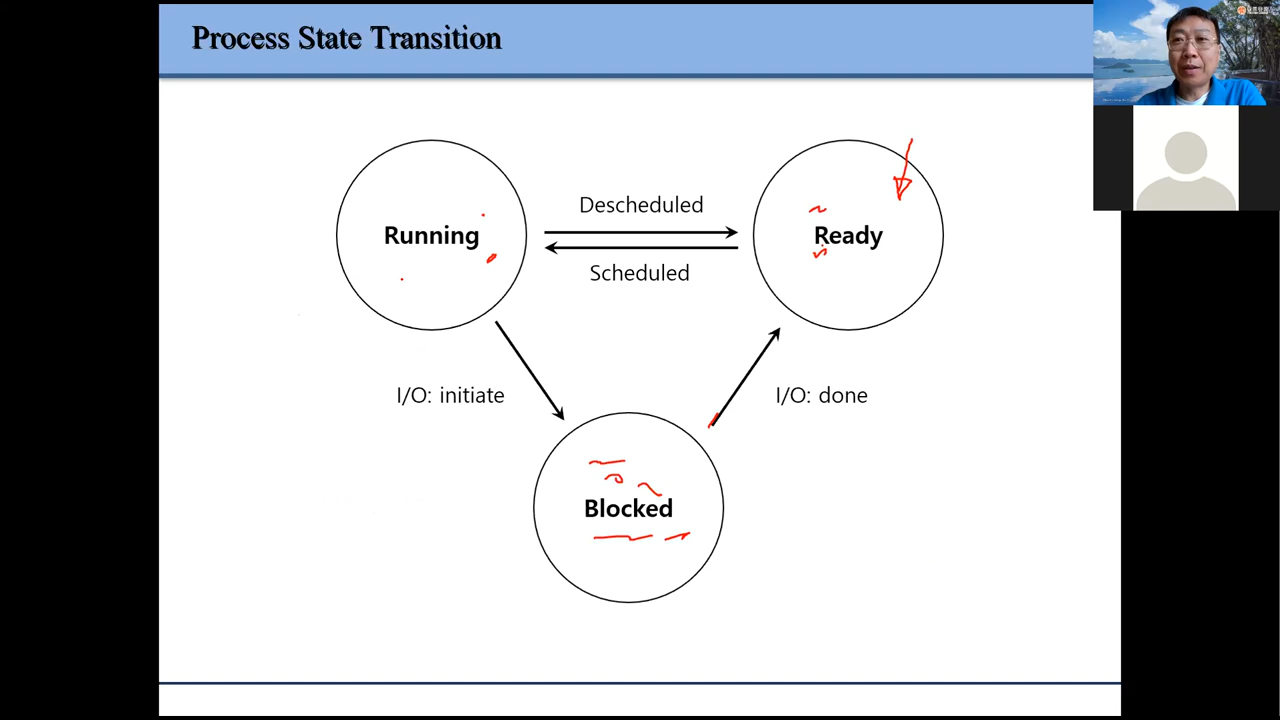 Process State Transition
Descheduled
Running
Ready
Scheduled
I/O: initiate
I/O: done
Blocked